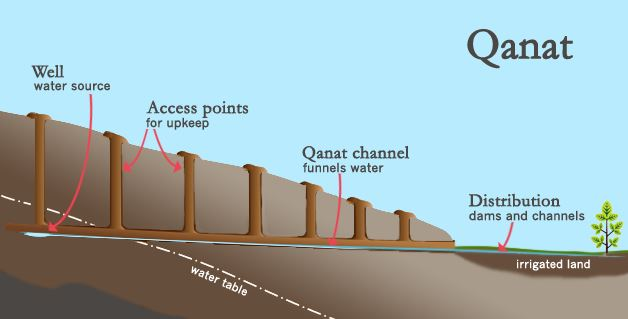 Qanat
Well
water source
Access points
for upkeep
Qanat channel
funnels water
Distribution
dams and channels
irrigated land
water table